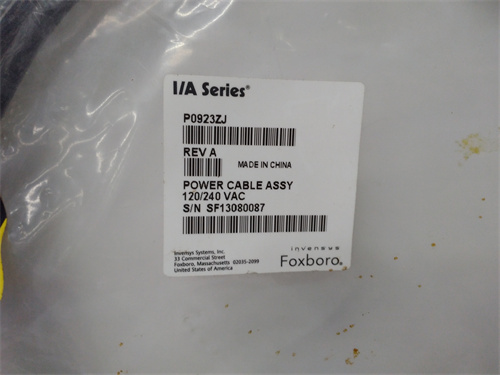 I/A Series®
P0923ZJ
REV A
MADE IN CHINA
POWER CABLE ASSY
120/240 VAC
S/N SF13080087
Invensys Systems, Inc.
33 Commercial Street
Foxboro, Massachusetts 02035-2099
United States of America
invensys
Foxboro®